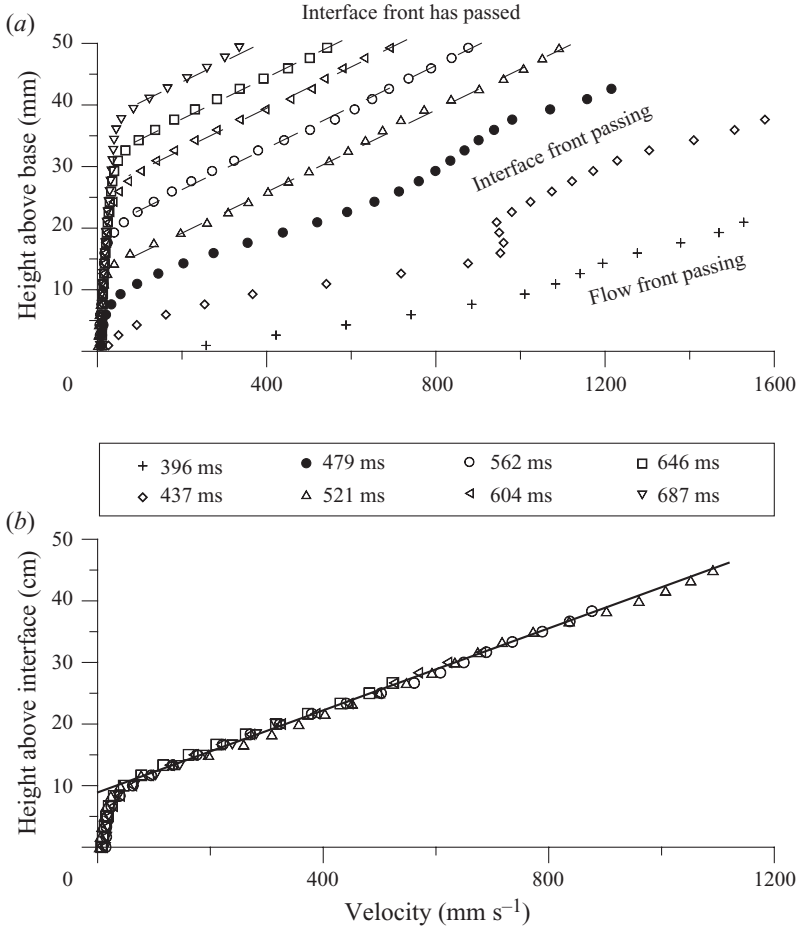 Interface front has passed
(a)
50
40
30
20
10
0
400
800
1200
1600
Height above base (mm)
Interface front passing
Flow front passing
396 ms
479 ms
562 ms
646 ms
437 ms
521 ms
604 ms
687 ms
(b)
50
40
30
20
10
0
400
800
1200
Height above interface (cm)
Velocity (mm s–1)